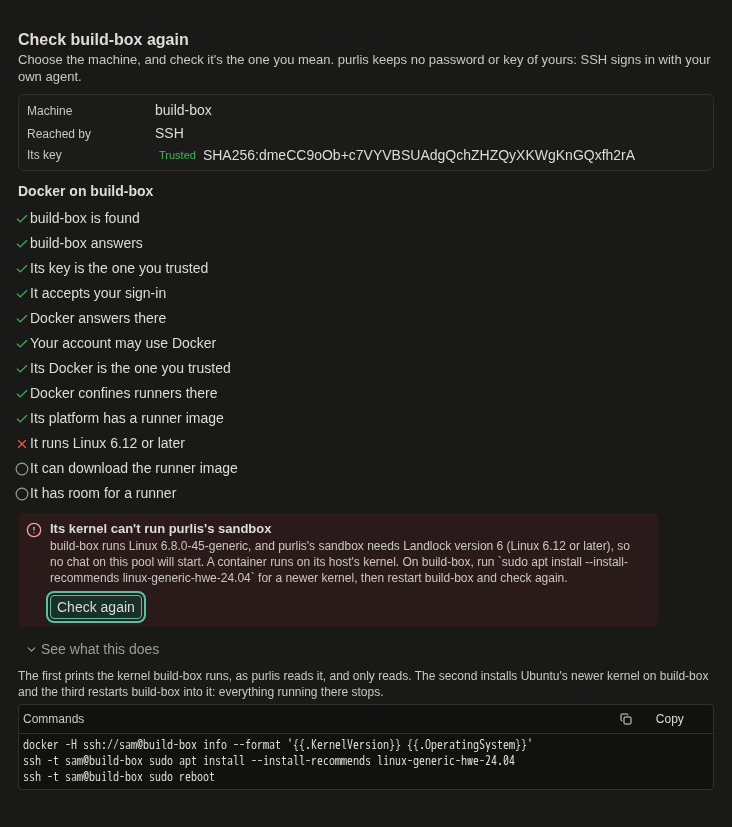 Check build-box again
Choose the machine, and check it's the one you mean. purlis keeps no password or key of yours: SSH signs in with your
own agent.
Machine build-box
Reached by SSH
Its key Trusted SHA256:dmeCC9oOb+c7VYVBSUAdgQchZHZQyXKWgKnGQxfh2rA
Docker on build-box
build-box is found
build-box answers
Its key is the one you trusted
It accepts your sign-in
Docker answers there
Your account may use Docker
Its Docker is the one you trusted
Docker confines runners there
Its platform has a runner image
It runs Linux 6.12 or later
It can download the runner image
It has room for a runner
Its kernel can't run purlis's sandbox
build-box runs Linux 6.8.0-45-generic, and purlis's sandbox needs Landlock version 6 (Linux 6.12 or later), so
no chat on this pool will start. A container runs on its host's kernel. On build-box, run `sudo apt install --install-
recommends linux-generic-hwe-24.04` for a newer kernel, then restart build-box and check again.
Check again
See what this does
The first prints the kernel build-box runs, as purlis reads it, and only reads. The second installs Ubuntu's newer kernel on build-box
and the third restarts build-box into it: everything running there stops.
Commands Copy
docker -H ssh://sam@build-box info --format '{{.KernelVersion}} {{.OperatingSystem}}'
ssh -t sam@build-box sudo apt install --install-recommends linux-generic-hwe-24.04
ssh -t sam@build-box sudo reboot